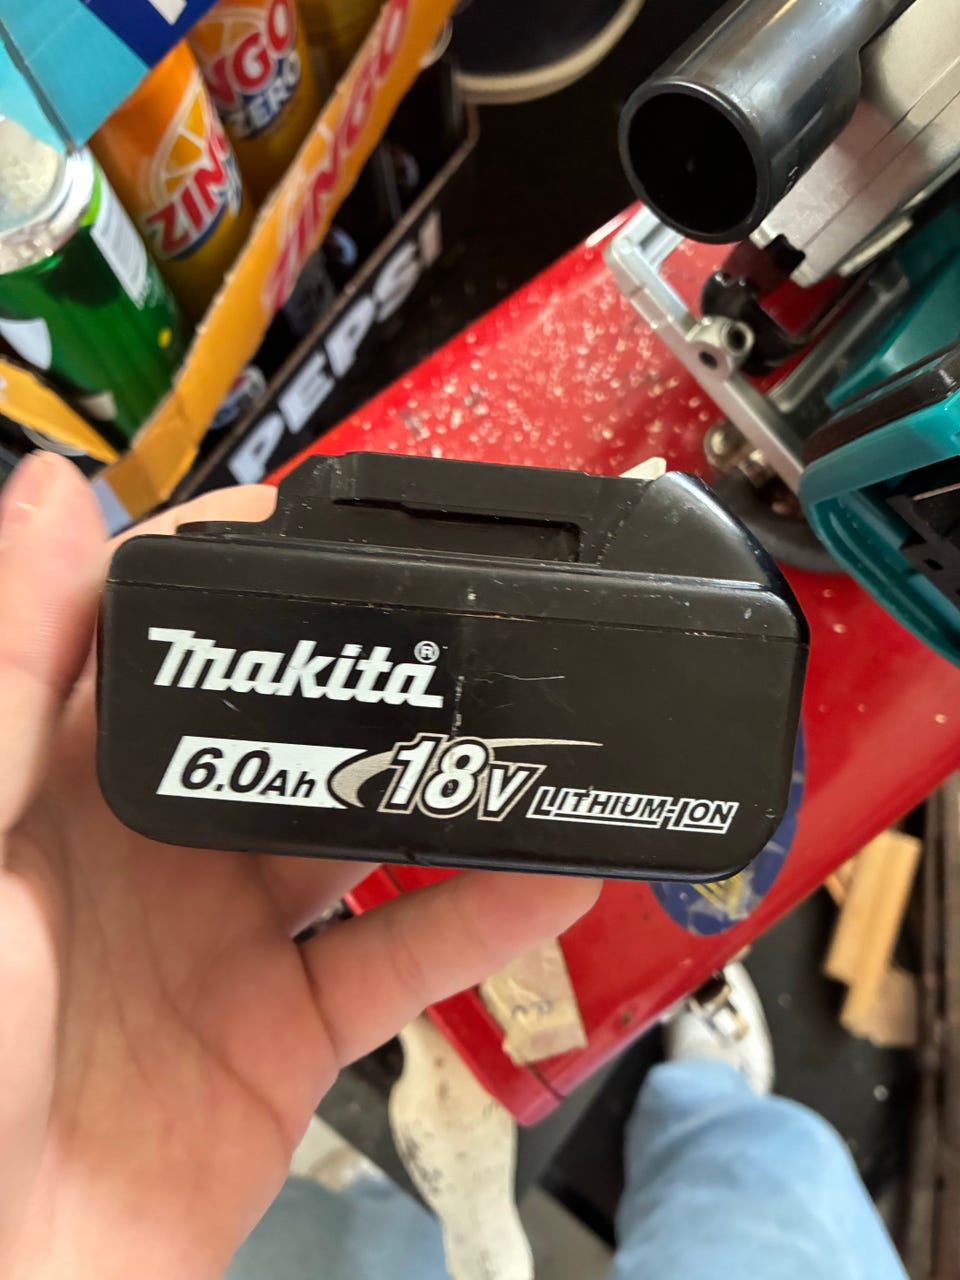 ZINGO
ZERO
ZINGO
PEPSI
makita®
6.0Ah 18V LITHIUM-ION